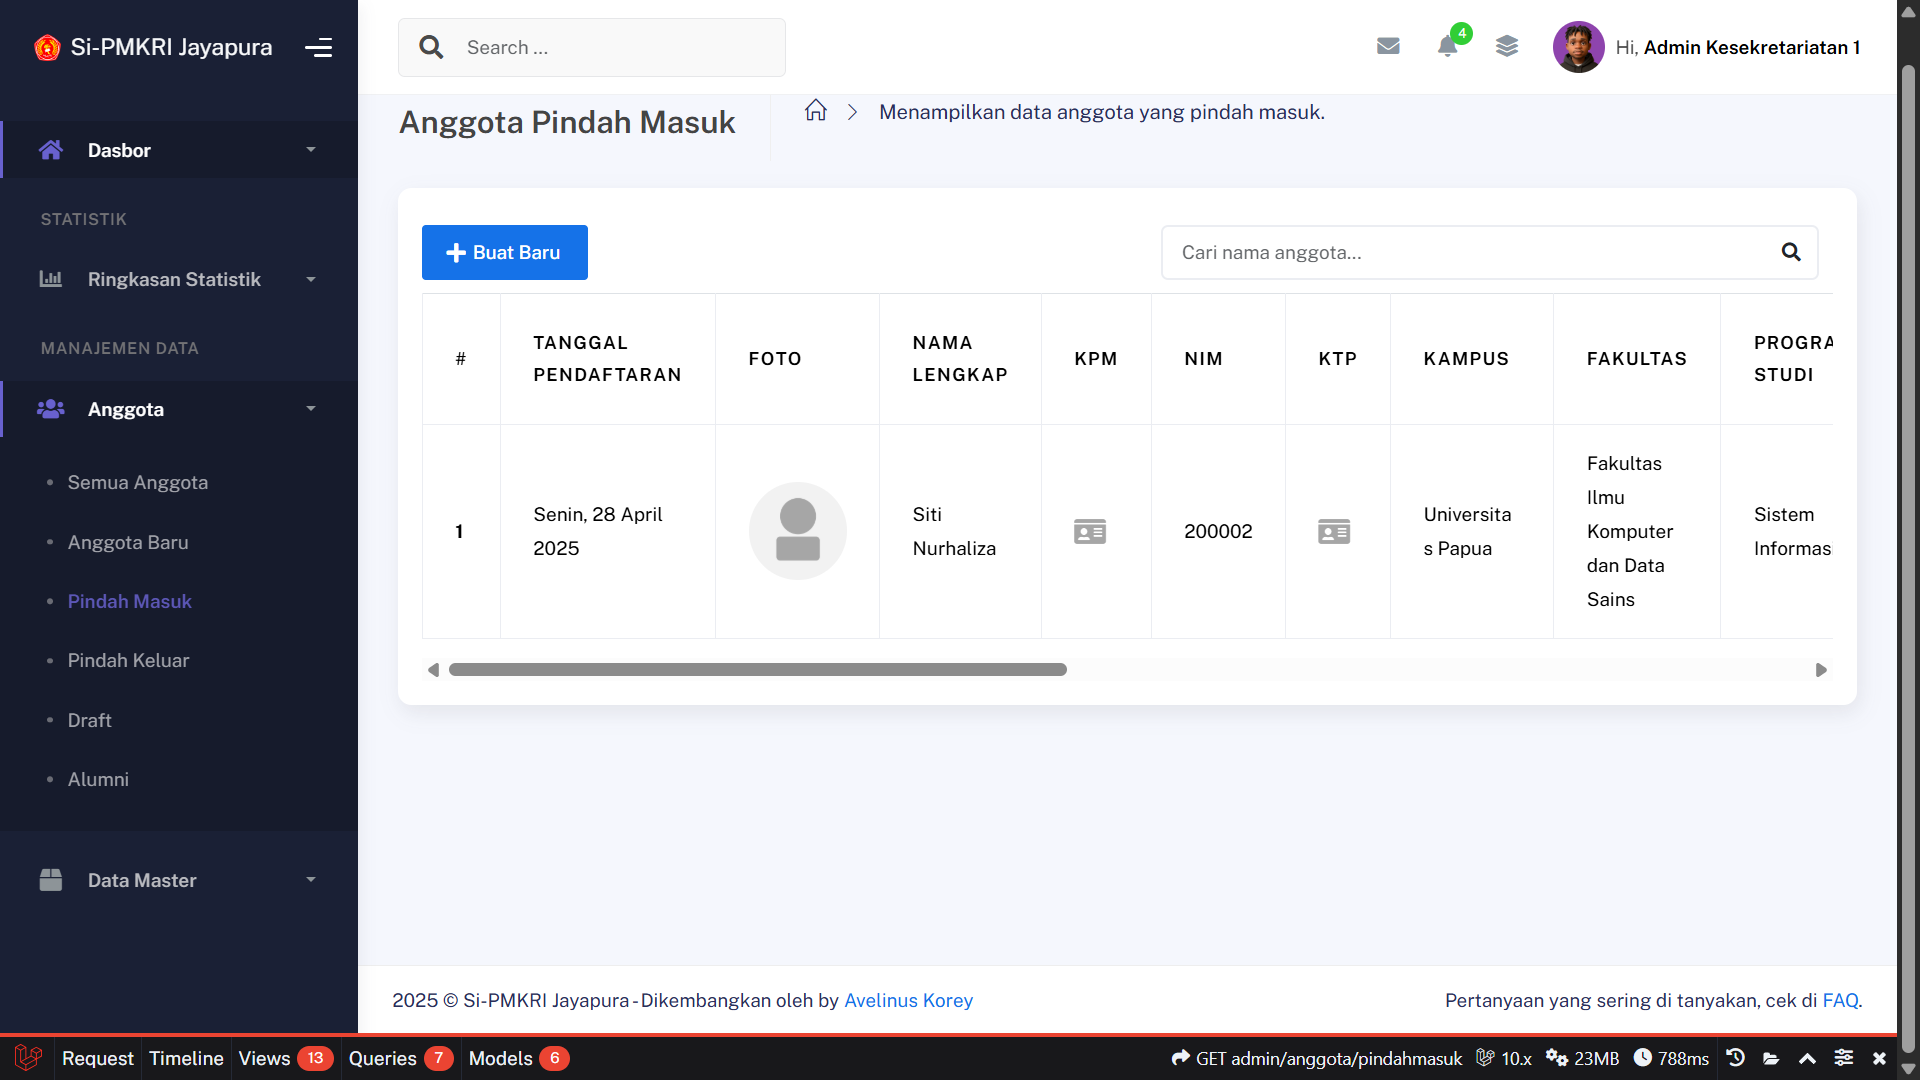 Si-PMKRI Jayapura
Search ...
4
Hi, Admin Kesekretariatan 1
Dasbor
STATISTIK
Ringkasan Statistik
MANAJEMEN DATA
Anggota
Semua Anggota
Anggota Baru
Pindah Masuk
Pindah Keluar
Draft
Alumni
Data Master
Anggota Pindah Masuk
Menampilkan data anggota yang pindah masuk.
Buat Baru
Cari nama anggota...
#
TANGGAL
PENDAFTARAN
FOTO
NAMA
LENGKAP
KPM
NIM
KTP
KAMPUS
FAKULTAS
PROGRA
STUDI
1
Senin, 28 April
2025
Siti
Nurhaliza
200002
Universita
s Papua
Fakultas
Ilmu
Komputer
dan Data
Sains
Sistem
Informas
2025 © Si-PMKRI Jayapura - Dikembangkan oleh by Avelinus Korey
Pertanyaan yang sering di tanyakan, cek di FAQ.
Request Timeline Views 13 Queries 7 Models 6
GET admin/anggota/pindahmasuk 10.x 23MB 788ms